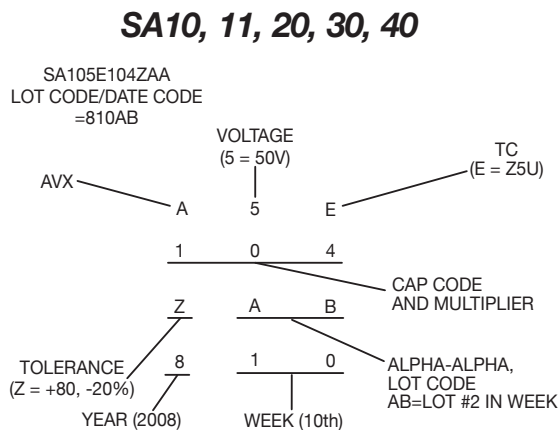 SA10, 11, 20, 30, 40
SA105E104ZAA
LOT CODE/DATE CODE
=810AB
VOLTAGE
(5 = 50V)
TC
(E = Z5U)
AVX
A 5 E
1 0 4
CAP CODE
AND MULTIPLIER
Z A B
TOLERANCE
(Z = +80, -20%)
8 1 0
ALPHA-ALPHA,
LOT CODE
AB=LOT #2 IN WEEK
YEAR (2008)
WEEK (10th)